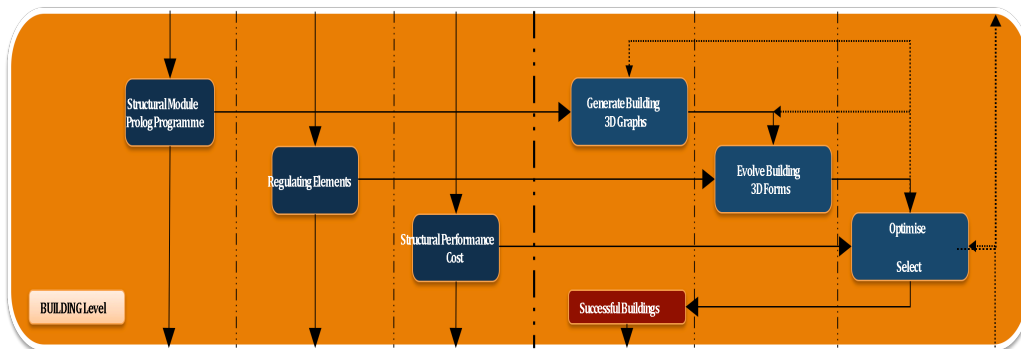 Structural Module
Prolog Programme
Generate Building
3D Graphs
Regulating Elements
Evolve Building
3D Forms
Structural Performance
Cost
Optimise
Select
BUILDING Level
Successful Buildings